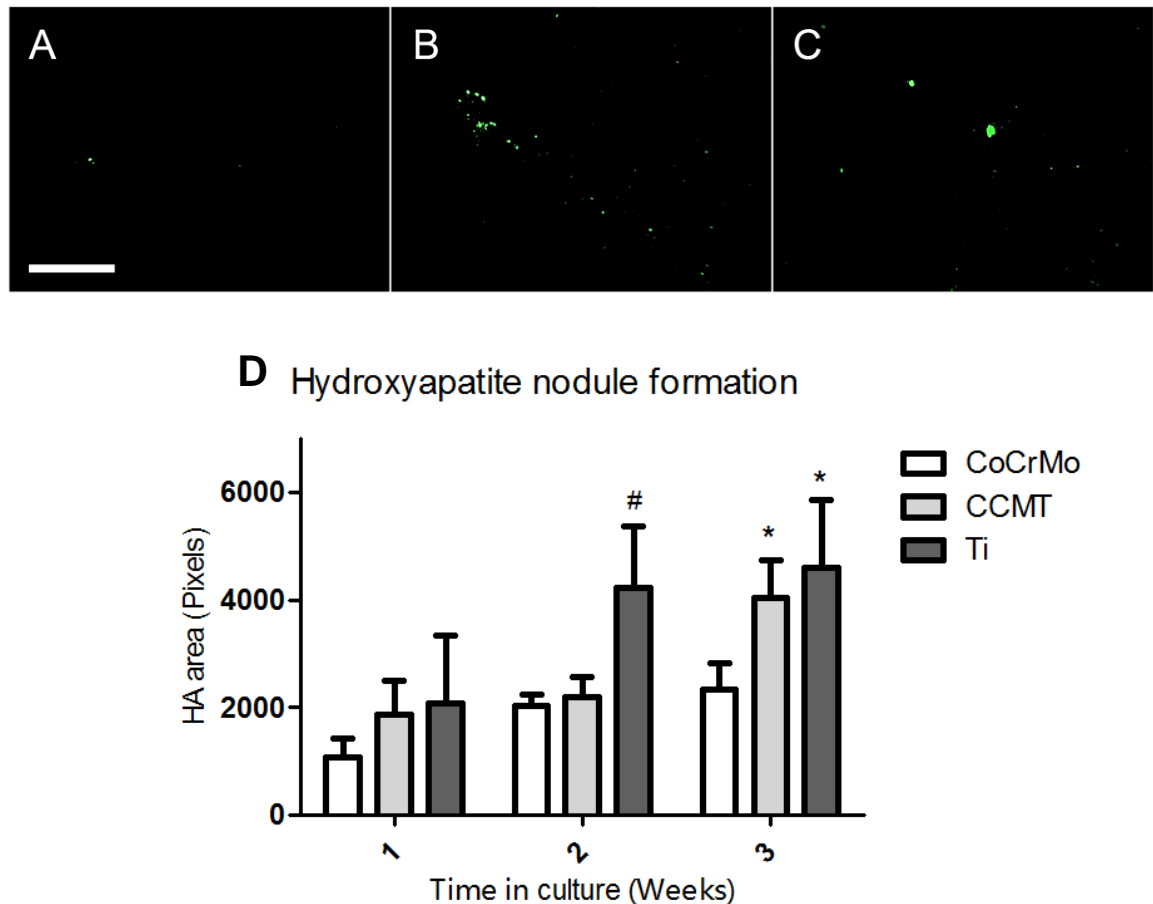 A B C
D Hydroxyapatite nodule formation
HA area (Pixels)
6000
4000
2000
0
#
*
*
1 2 3
Time in culture (Weeks)
CoCrMo
CCMT
Ti